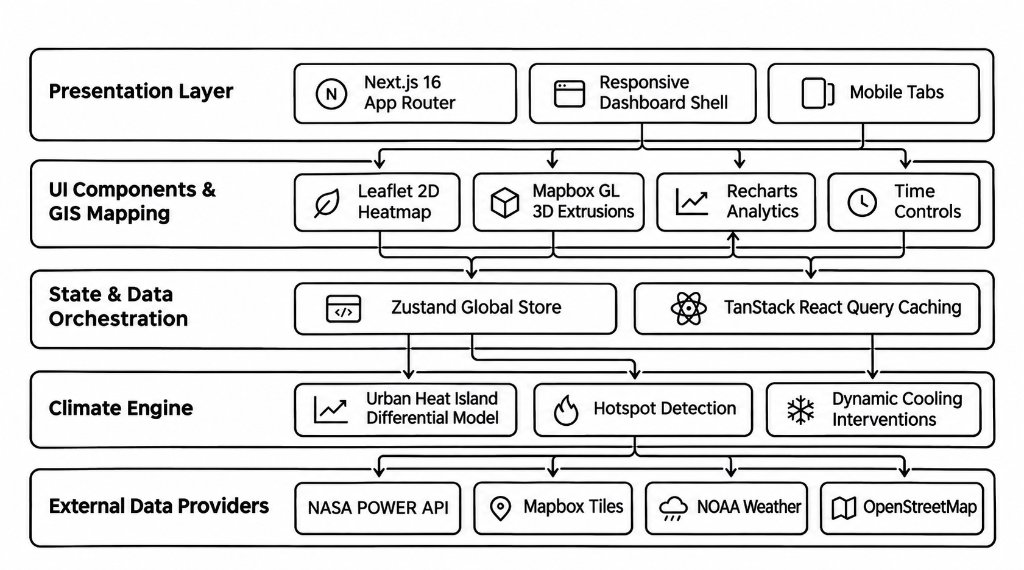 Presentation Layer
N
Next.js 16
App Router
Responsive
Dashboard Shell
Mobile Tabs
UI Components &
GIS Mapping
Leaflet 2D
Heatmap
Mapbox GL
3D Extrusions
Recharts
Analytics
Time
Controls
State & Data
Orchestration
</>
Zustand Global Store
TanStack React Query Caching
Climate Engine
Urban Heat Island
Differential Model
Hotspot Detection
Dynamic Cooling
Interventions
External Data Providers
NASA POWER API
Mapbox Tiles
NOAA Weather
OpenStreetMap